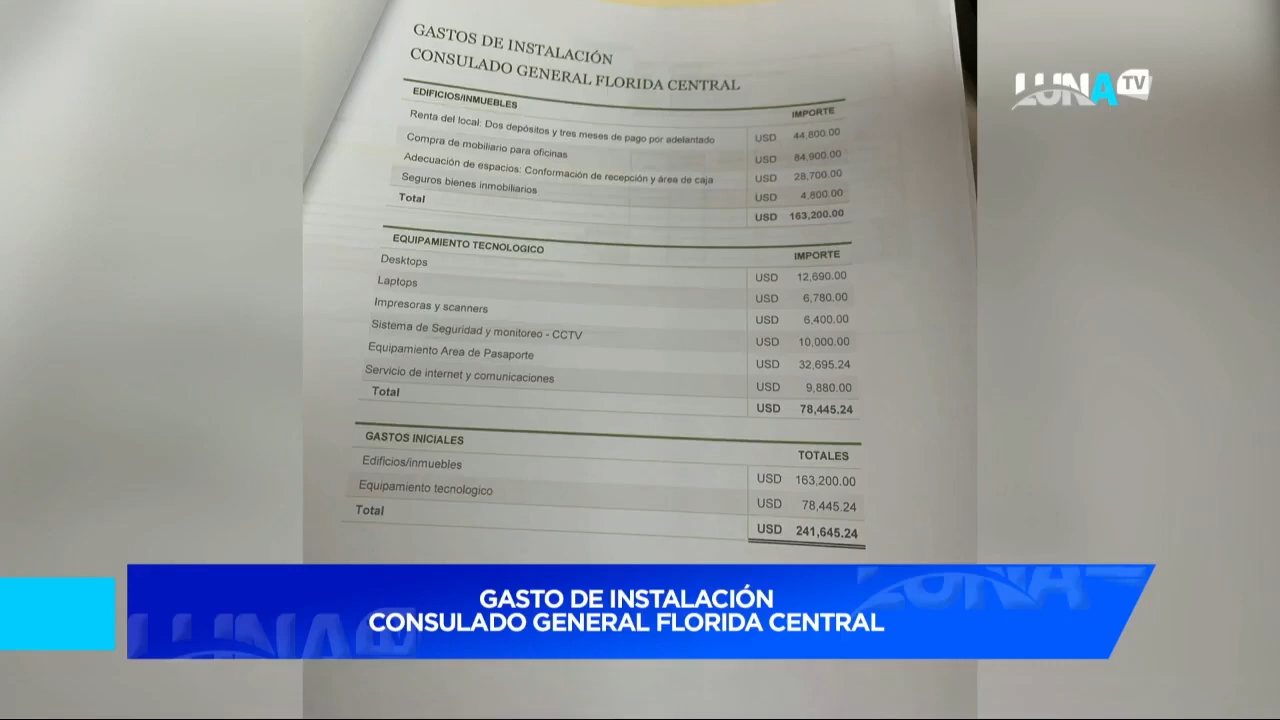 GASTOS DE INSTALACIÓN
CONSULADO GENERAL FLORIDA CENTRAL
LUNA TV
EDIFICIOS/INMUEBLES IMPORTE
Renta del local: Dos depósitos y tres meses de pago por adelantado USD 44,800.00
Compra de mobiliario para oficinas USD 84,900.00
Adecuación de espacios: Conformación de recepción y área de caja USD 28,700.00
Seguros bienes inmobiliarios USD 4,800.00
Total USD 163,200.00
EQUIPAMIENTO TECNOLOGICO IMPORTE
Desktops USD 12,690.00
Laptops USD 6,780.00
Impresoras y scanners USD 6,400.00
Sistema de Seguridad y monitoreo - CCTV USD 10,000.00
Equipamiento Area de Pasaporte USD 32,695.24
Servicio de internet y comunicaciones USD 9,880.00
Total USD 78,445.24
GASTOS INICIALES TOTALES
Edificios/inmuebles USD 163,200.00
Equipamiento tecnologico USD 78,445.24
Total USD 241,645.24
GASTO DE INSTALACIÓN
CONSULADO GENERAL FLORIDA CENTRAL
LUNA TV
LUNA